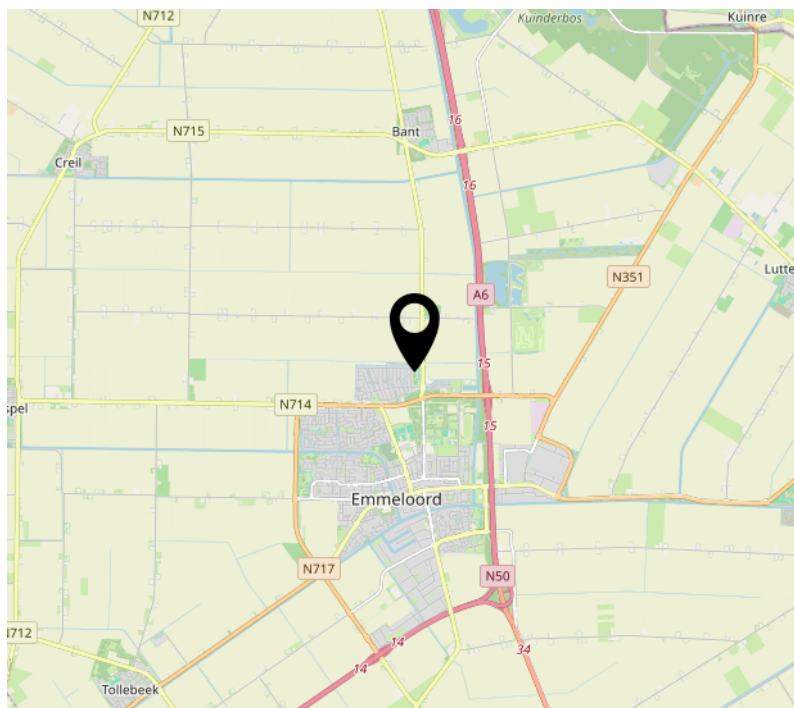 N712
Kuinderbos
Kuinre
16
N715
Bant
Creil
16
N351
Lutte
A6
15
N714
spel
15
Emmeloord
N717
N50
N712
14
14
34
Tollebeek